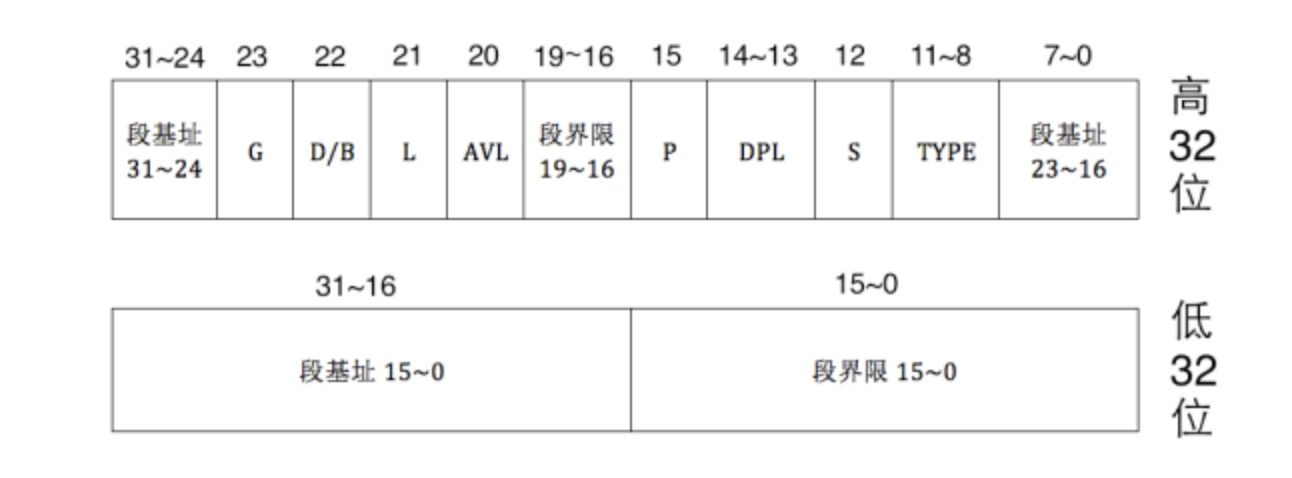 31~24 23 22 21 20 19~16 15 14~13 12 11~8 7~0
段基址 31~24
G
D/B
L
AVL
段界限 19~16
P
DPL
S
TYPE
段基址 23~16
高32位
31~16 15~0
段基址 15~0
段界限 15~0
低32位